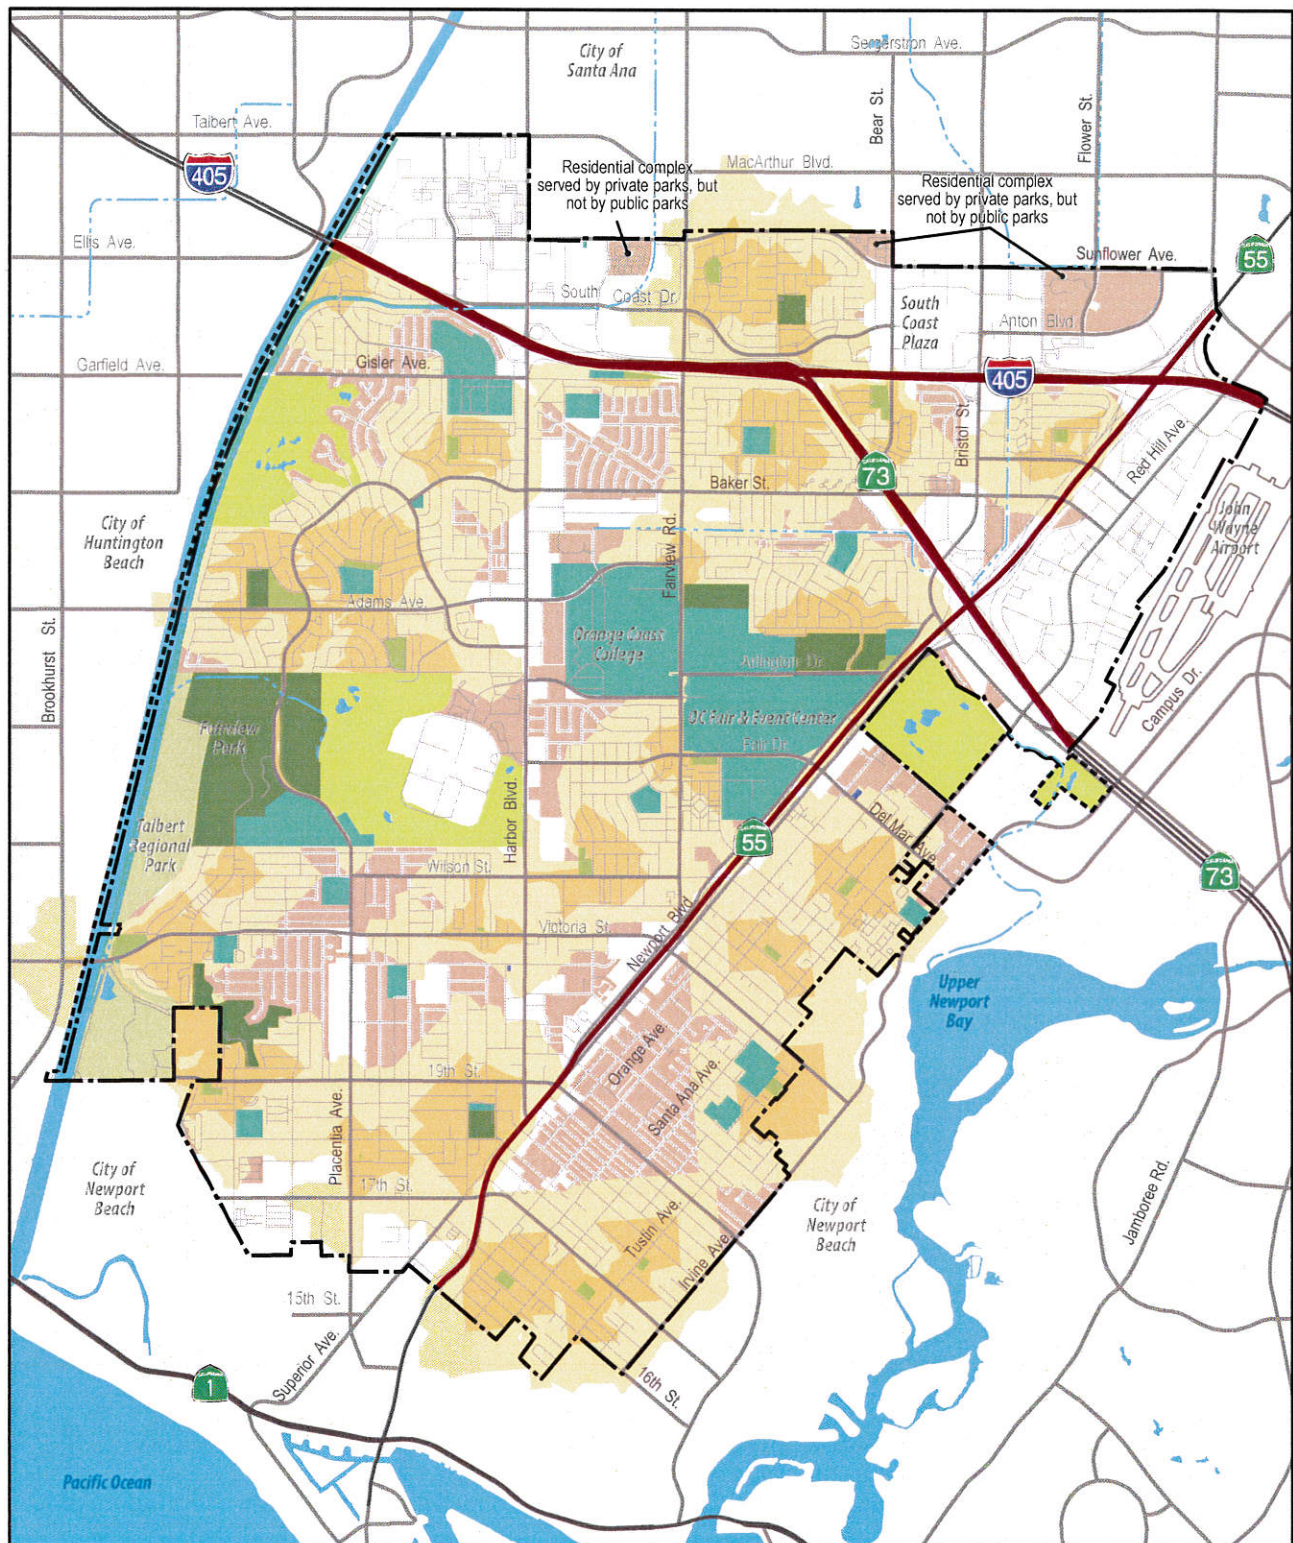 City of
Santa Ana
Segerstron Ave.
Bear St.
Flower St.
Talbert Ave.
405
MacArthur Blvd.
Residential complex
served by private parks, but
not by public parks
Residential complex
served by private parks, but
not by public parks
Ellis Ave.
Sunflower Ave.
CALIFORNIA
55
South Coast Dr.
South
Coast
Plaza
Anton Blvd
Garfield Ave.
Gisler Ave.
405
Bristol St.
Red Hill Ave.
CALIFORNIA
73
Baker St.
City of
Huntington
Beach
John
Wayne
Airport
Fairview Rd.
Adams Ave.
Brookhurst St.
Orange Coast
College
Arlington Dr.
Campus Dr.
Fairview
Park
OC Fair & Event Center
Fair Dr.
Harbor Blvd.
Del Mar Ave.
Talbert
Regional
Park
CALIFORNIA
55
Wilson St.
CALIFORNIA
73
Victoria St.
Newport Blvd.
Upper
Newport
Bay
Orange Ave.
Santa Ana Ave.
19th St.
Placentia Ave.
City of
Newport
Beach
17th St.
City of
Newport
Beach
Jamboree Rd.
Tustin Ave.
Irvine Ave.
15th St.
Superior Ave.
CALIFORNIA
1
16th St.
Pacific Ocean